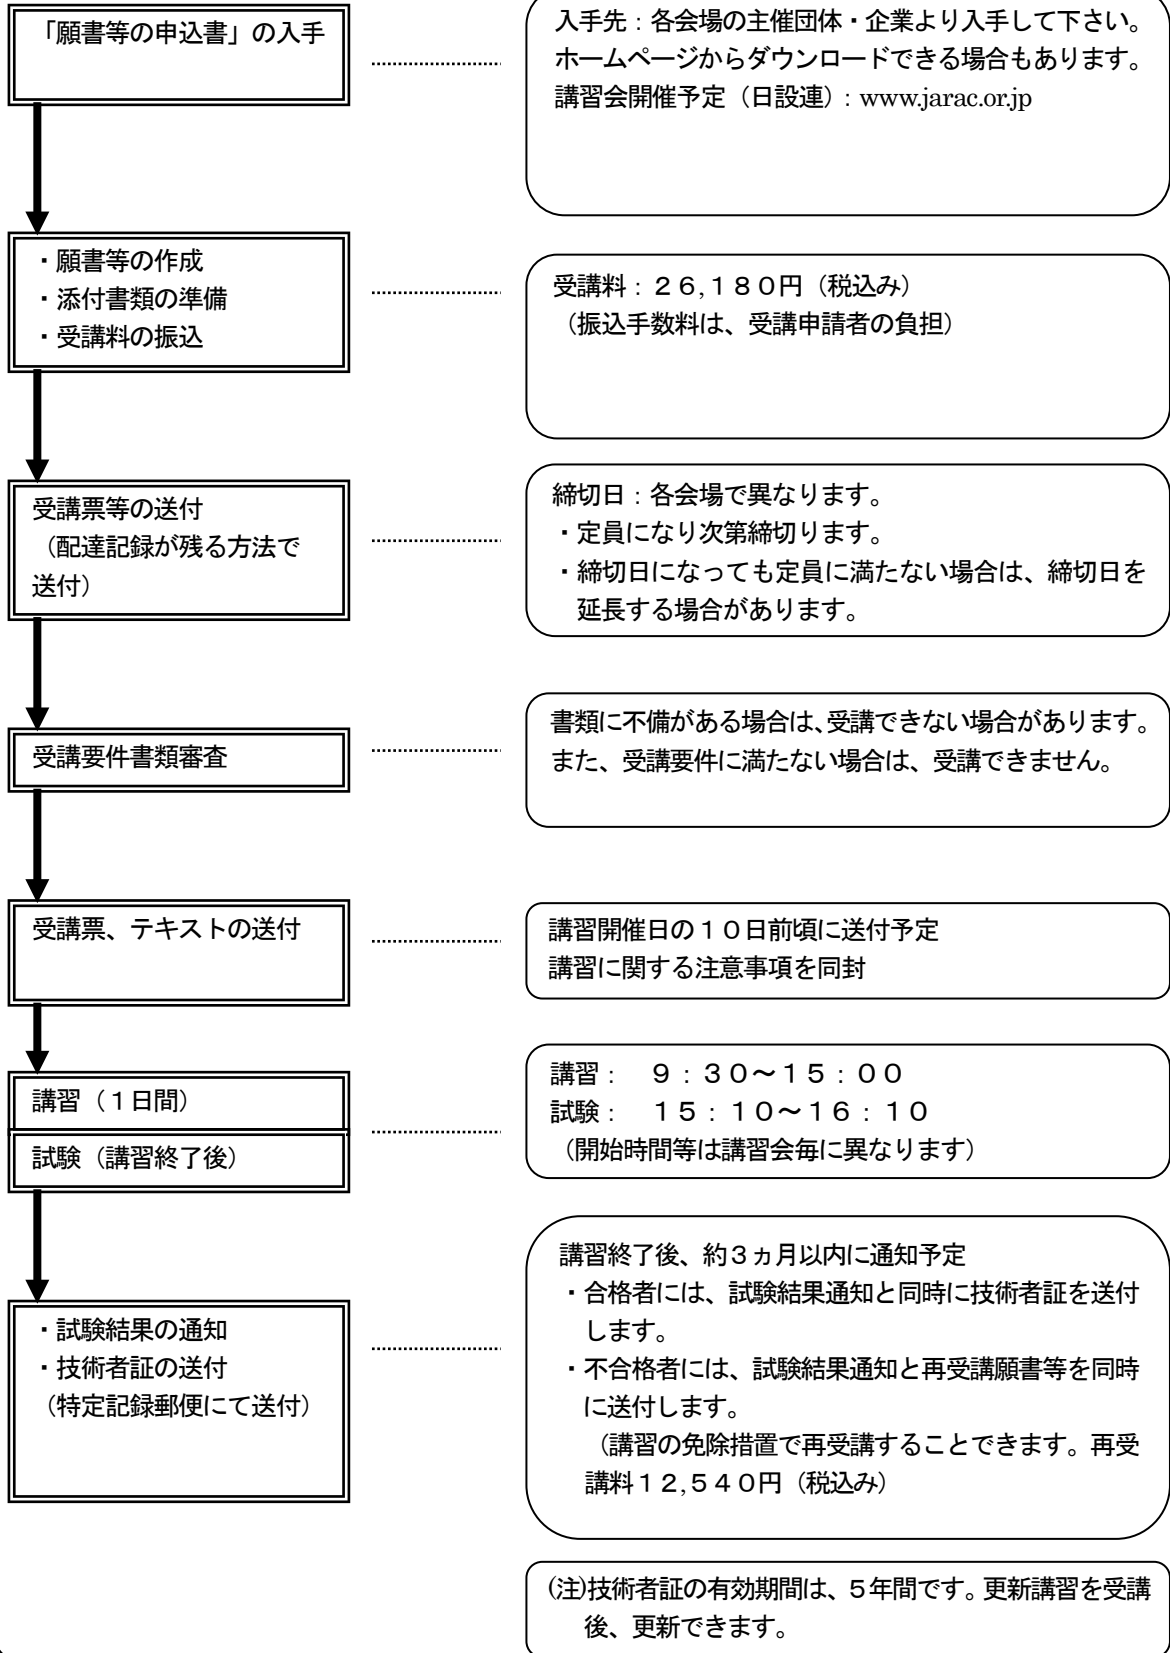 「願書等の申込書」の入手
入手先：各会場の主催団体・企業より入手して下さい。
ホームページからダウンロードできる場合もあります。
講習会開催予定（日設連）：www.jarac.or.jp
・願書等の作成
・添付書類の準備
・受講料の振込
受講料：２６,１８０円（税込み）
（振込手数料は、受講申請者の負担）
受講票等の送付
（配達記録が残る方法で
送付）
締切日：各会場で異なります。
・定員になり次第締切ります。
・締切日になっても定員に満たない場合は、締切日を
延長する場合があります。
受講要件書類審査
書類に不備がある場合は、受講できない場合があります。
また、受講要件に満たない場合は、受講できません。
受講票、テキストの送付
講習開催日の１０日前頃に送付予定
講習に関する注意事項を同封
講習（１日間）
試験（講習終了後）
講習：　９：３０～１５：００
試験：　１５：１０～１６：１０
（開始時間等は講習会毎に異なります）
・試験結果の通知
・技術者証の送付
（特定記録郵便にて送付）
講習終了後、約３ヵ月以内に通知予定
・合格者には、試験結果通知と同時に技術者証を送付
します。
・不合格者には、試験結果通知と再受講願書等を同時
に送付します。
（講習の免除措置で再受講することできます。再受
講料１２,５４０円（税込み）
(注)技術者証の有効期間は、５年間です。更新講習を受講
後、更新できます。